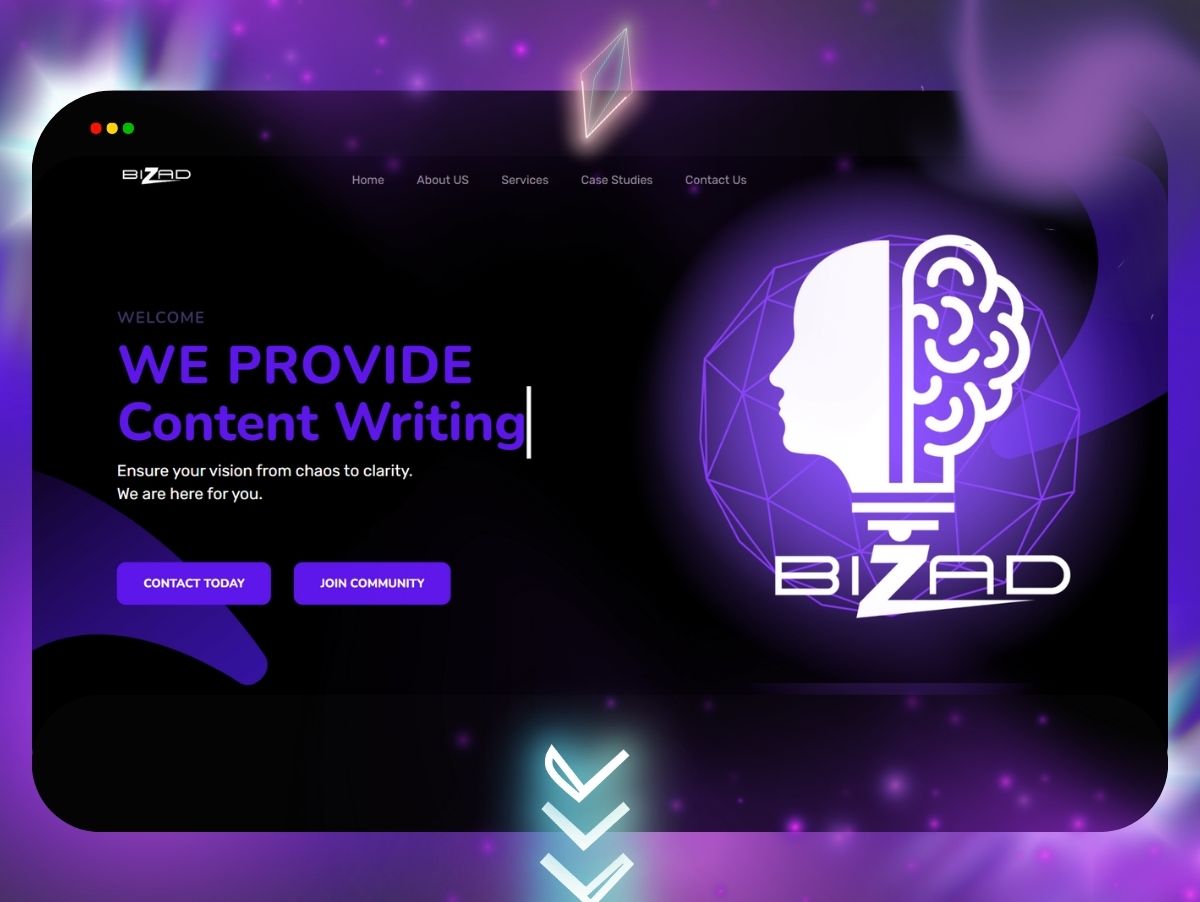 BIZAD
Home About US Services Case Studies Contact Us
WELCOME
WE PROVIDE
Content Writing
Ensure your vision from chaos to clarity.
We are here for you.
CONTACT TODAY JOIN COMMUNITY
BIZAD